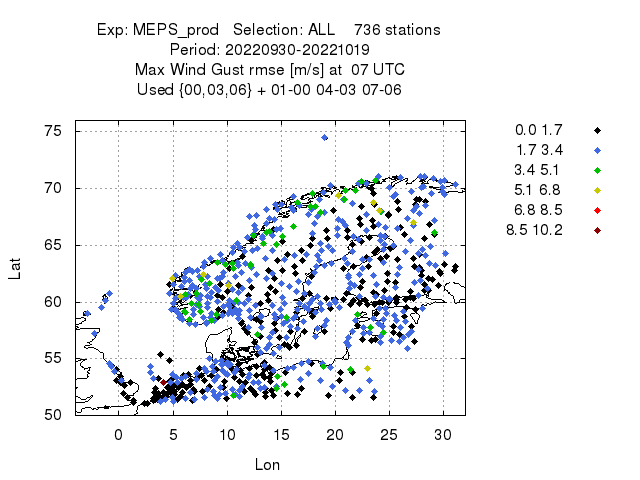 Exp: MEPS_prod   Selection: ALL    736 stations
Period: 20220930-20221019
Max Wind Gust rmse [m/s] at  07 UTC
Used {00,03,06} + 01-00 04-03 07-06
75
70
65
60
55
50
Lat
0 5 10 15 20 25 30
Lon
0.0 1.7
1.7 3.4
3.4 5.1
5.1 6.8
6.8 8.5
8.5 10.2